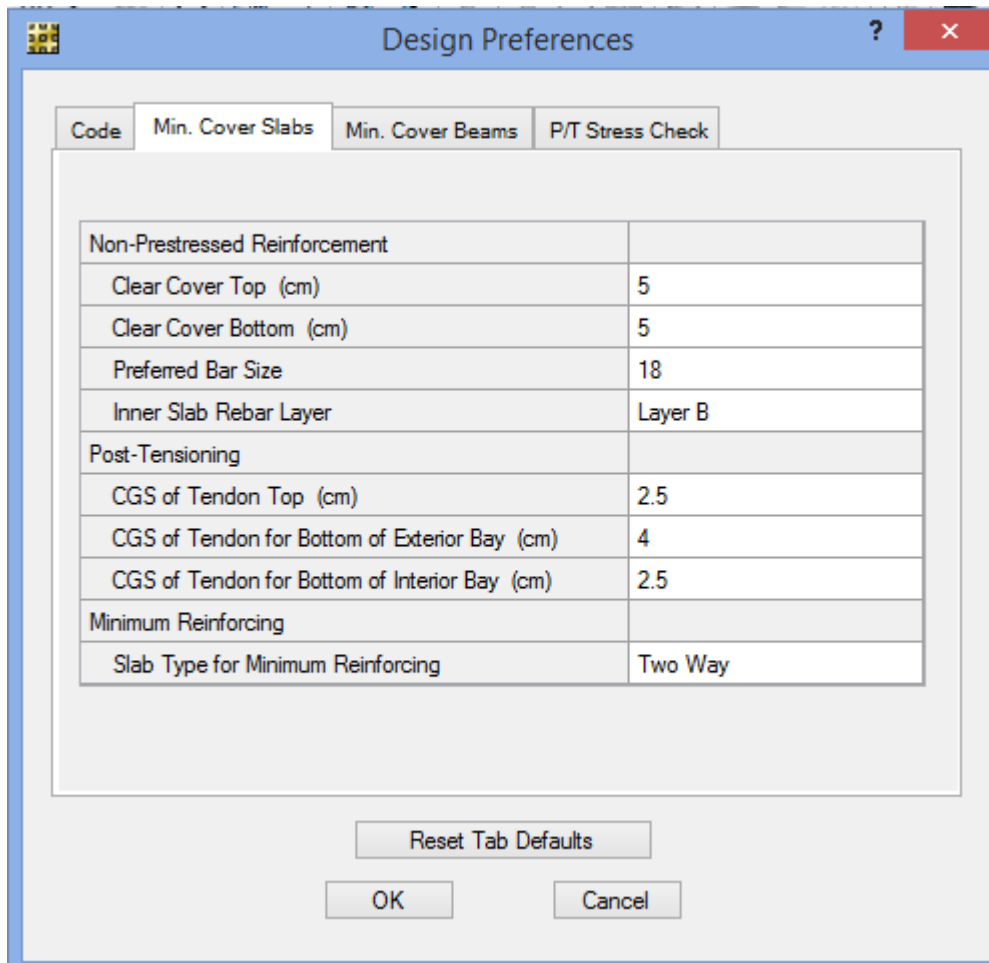 Design Preferences ? ×
Code Min. Cover Slabs Min. Cover Beams P/T Stress Check
Non-Prestressed Reinforcement
Clear Cover Top (cm) 5
Clear Cover Bottom (cm) 5
Preferred Bar Size 18
Inner Slab Rebar Layer Layer B
Post-Tensioning
CGS of Tendon Top (cm) 2.5
CGS of Tendon for Bottom of Exterior Bay (cm) 4
CGS of Tendon for Bottom of Interior Bay (cm) 2.5
Minimum Reinforcing
Slab Type for Minimum Reinforcing Two Way
Reset Tab Defaults
OK Cancel